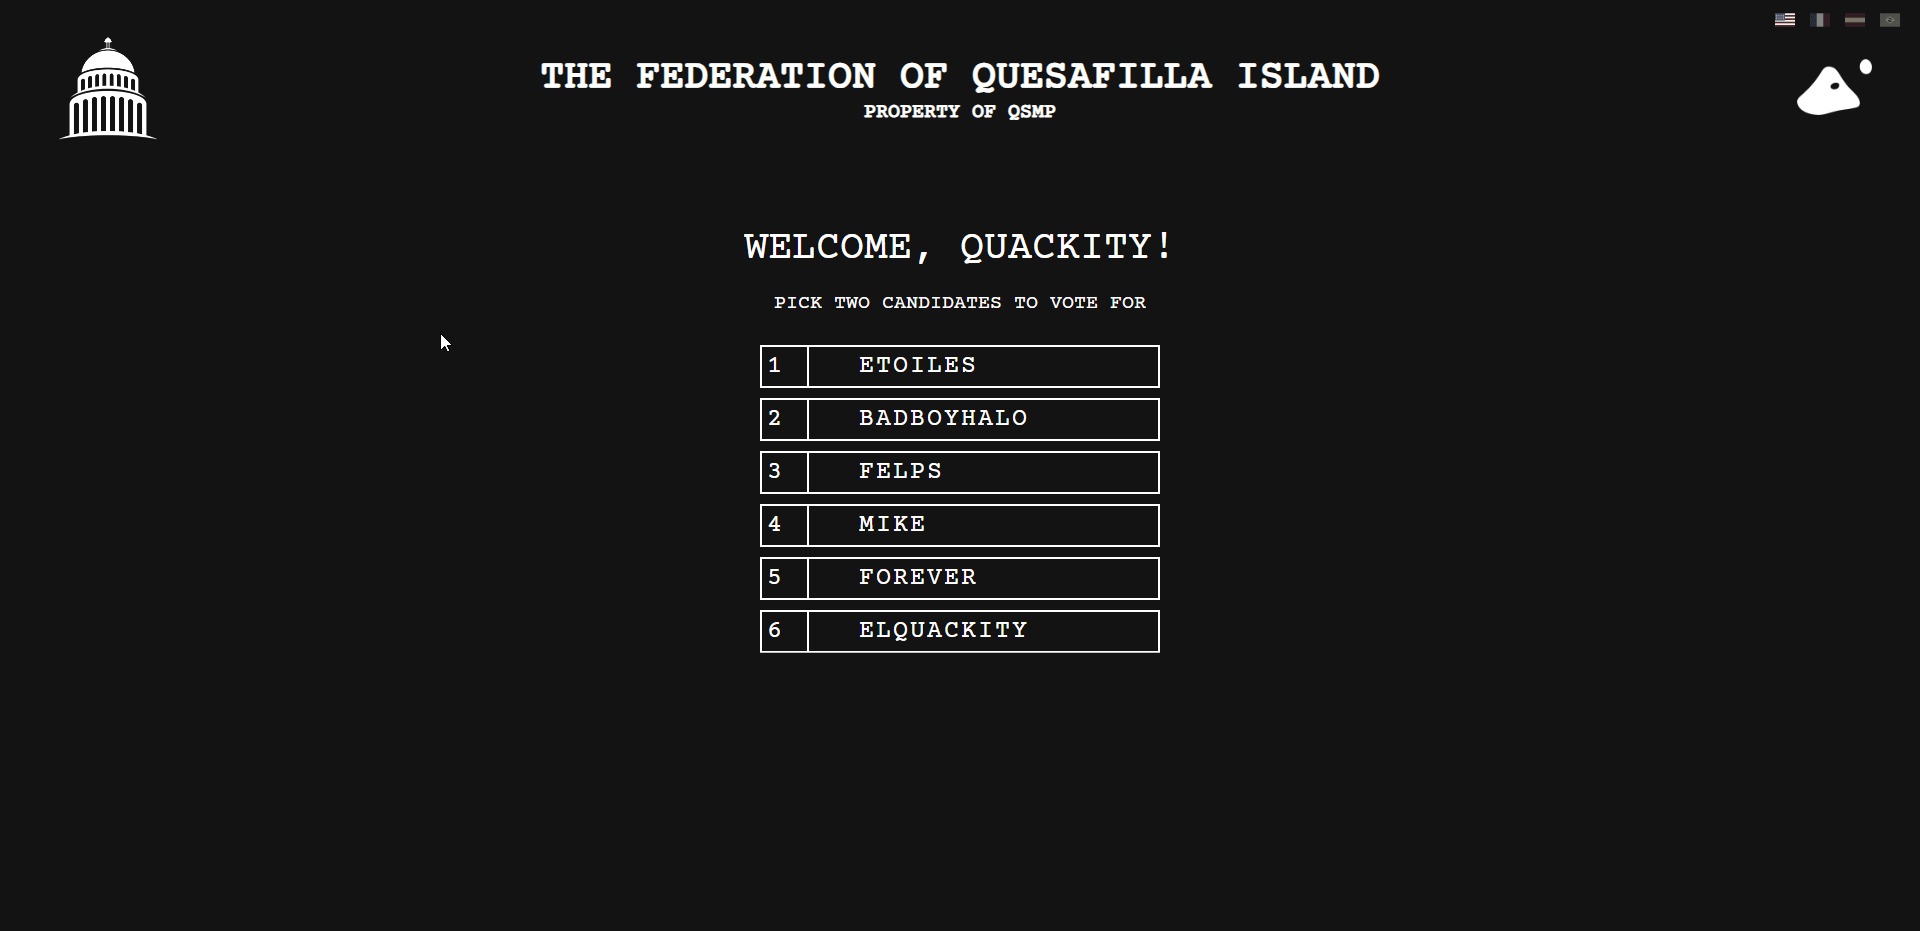 THE FEDERATION OF QUESAFILLA ISLAND
PROPERTY OF QSMP
WELCOME, QUACKITY!
PICK TWO CANDIDATES TO VOTE FOR
1 ETOILES
2 BADBOYHALO
3 FELPS
4 MIKE
5 FOREVER
6 ELQUACKITY